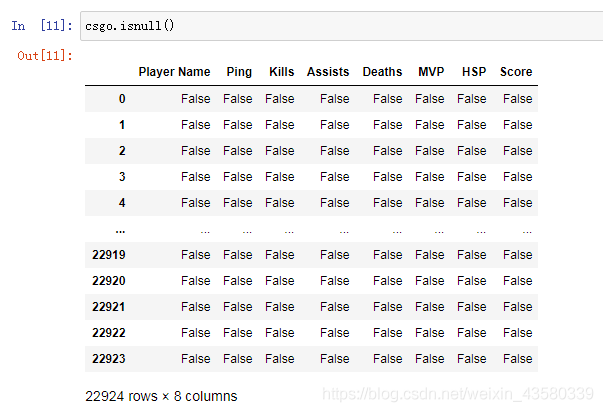 In [11]: csgo.isnull()
Out[11]:
Player Name Ping Kills Assists Deaths MVP HSP Score
0 False False False False False False False False
1 False False False False False False False False
2 False False False False False False False False
3 False False False False False False False False
4 False False False False False False False False
... ... ... ... ... ... ... ... ...
22919 False False False False False False False False
22920 False False False False False False False False
22921 False False False False False False False False
22922 False False False False False False False False
22923 False False False False False False False False
22924 rows × 8 columns
https://blog.csdn.net/weixin_43580339